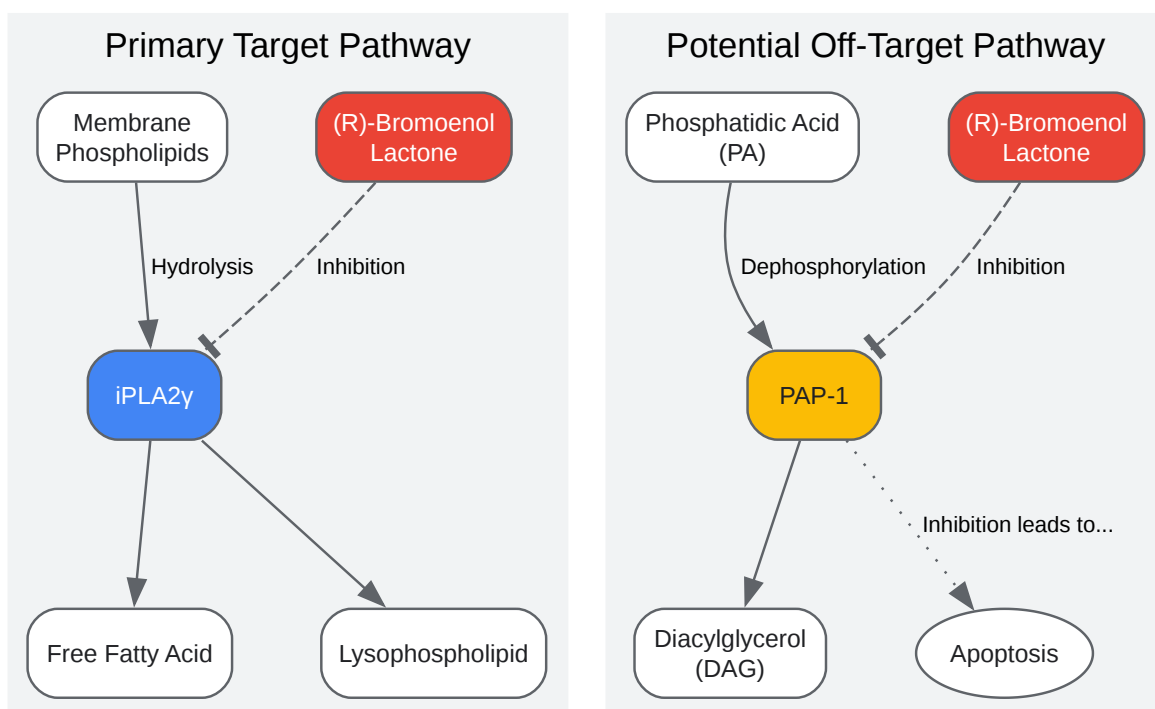 Primary Target Pathway
Membrane
Phospholipids
(R)-Bromoenol
Lactone
Hydrolysis
Inhibition
iPLA2γ
Free Fatty Acid
Lysophospholipid
Potential Off-Target Pathway
Phosphatidic Acid
(PA)
(R)-Bromoenol
Lactone
Dephosphorylation
Inhibition
PAP-1
Inhibition leads to...
Diacylglycerol
(DAG)
Apoptosis